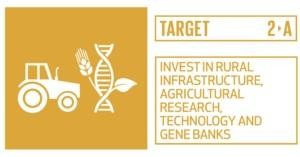 TARGET 2▸A
INVEST IN RURAL
INFRASTRUCTURE,
AGRICULTURAL
RESEARCH,
TECHNOLOGY AND
GENE BANKS